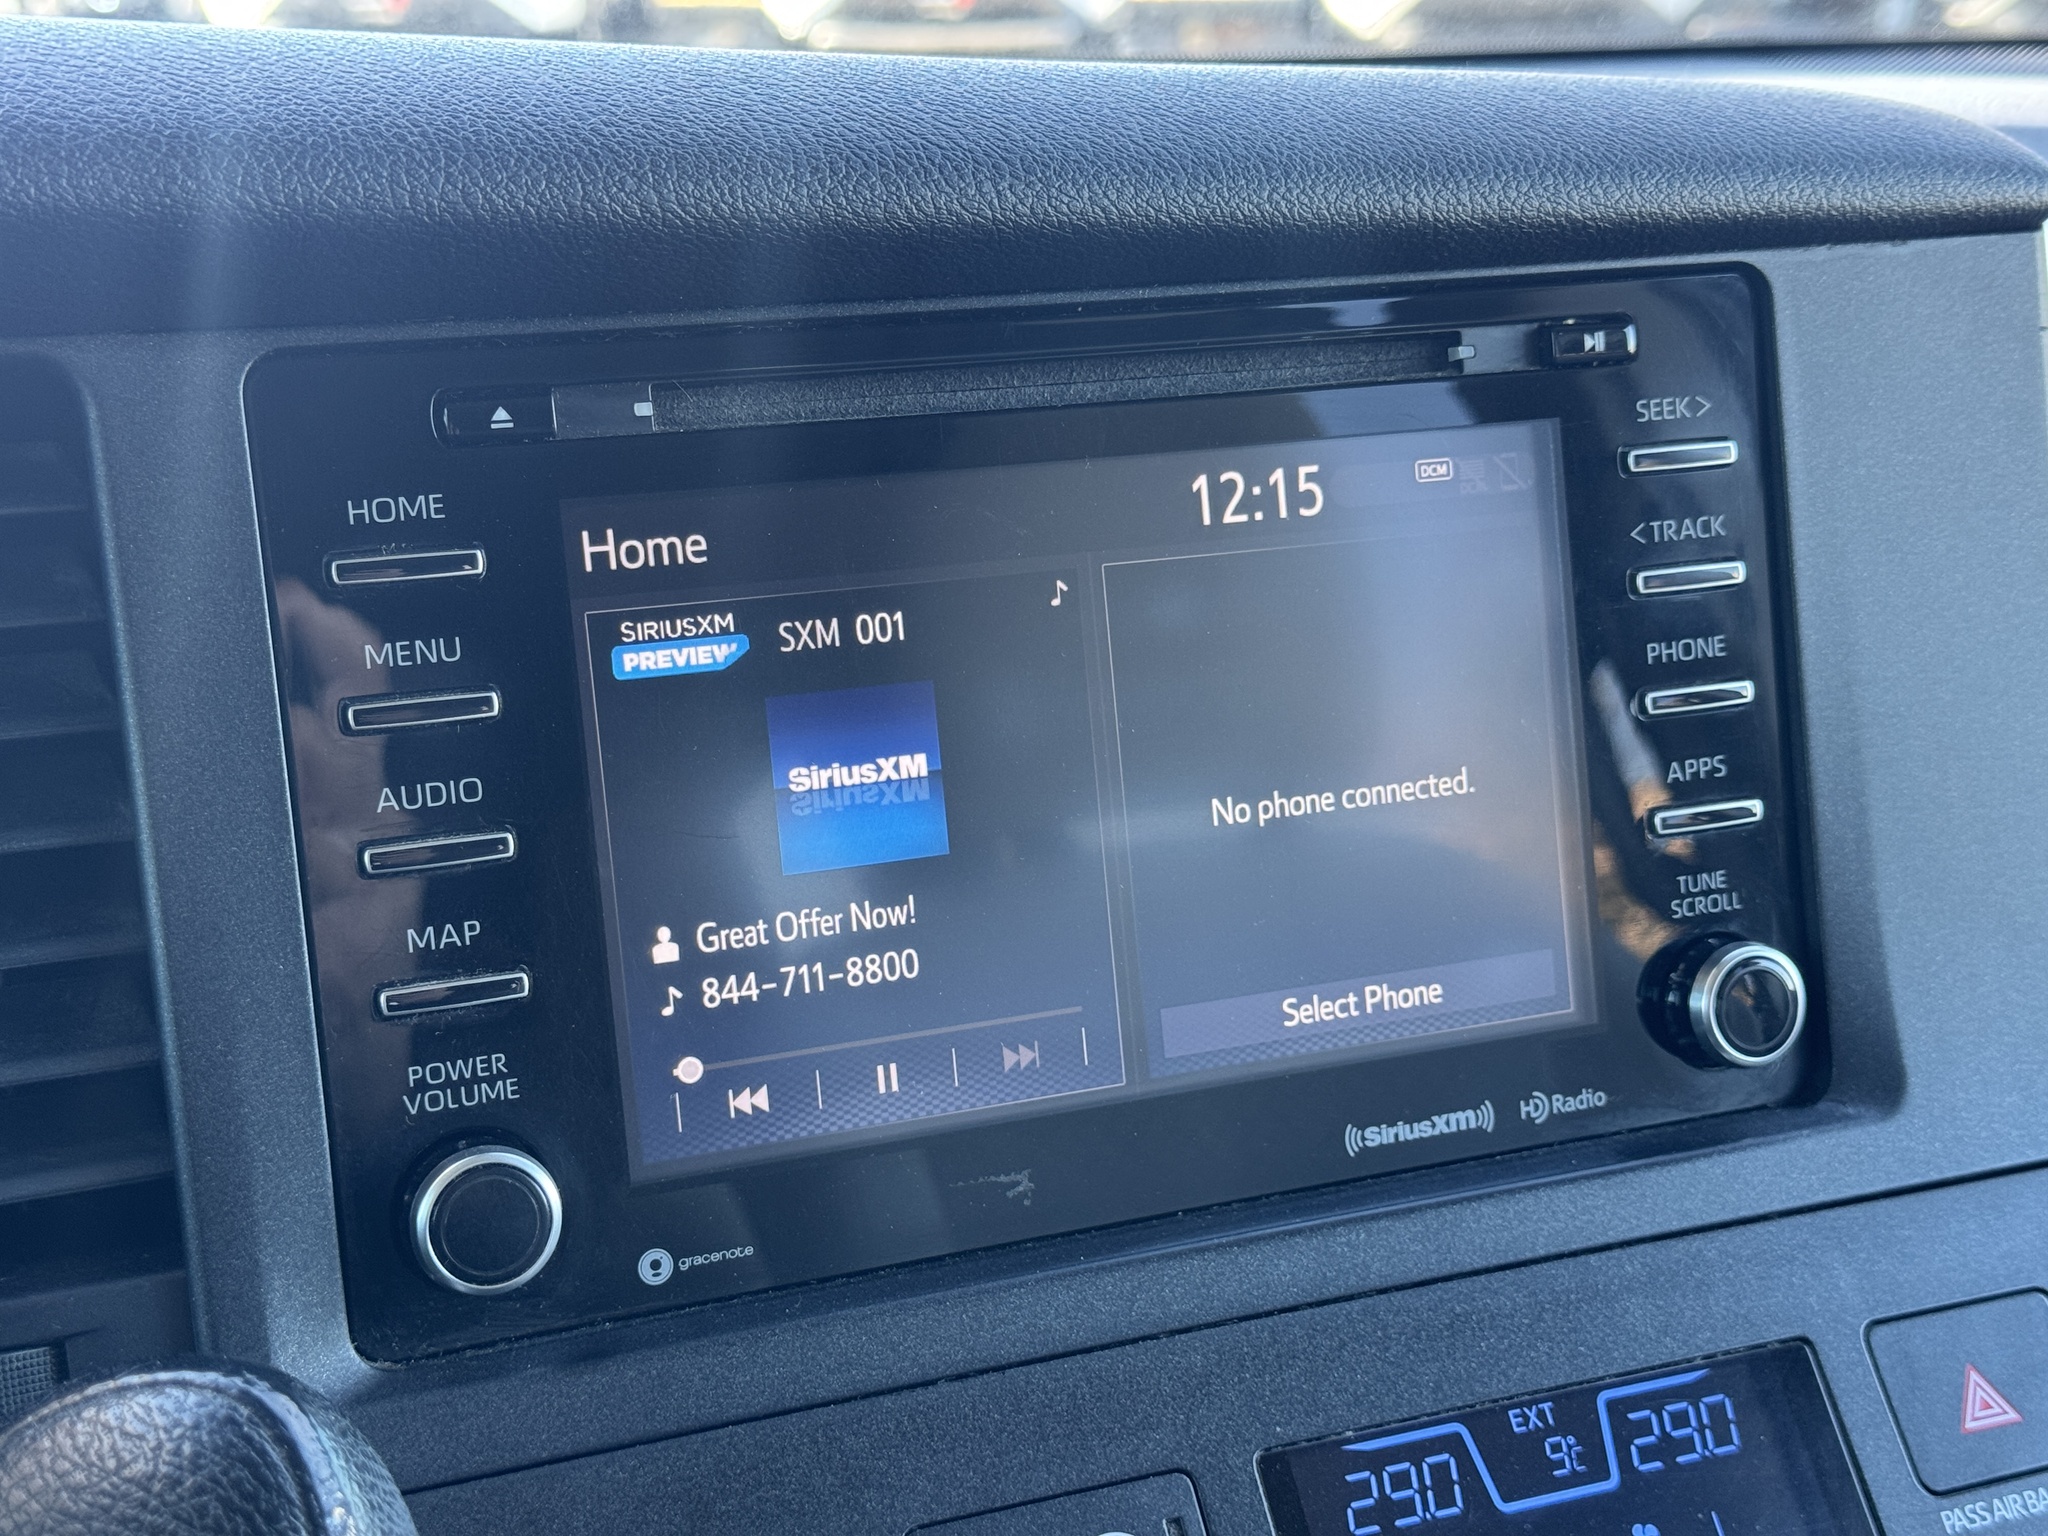 HOME
MENU
AUDIO
MAP
POWER
VOLUME
Home
12:15
DCM
SIRIUSXM
PREVIEW
SXM 001
SiriusXM
Great Offer Now!
844-711-8800
No phone connected.
Select Phone
SEEK >
< TRACK
PHONE
APPS
TUNE
SCROLL
gracenote
((SiriusXM))
HD Radio
EXT
9°C
29.0
29.0
PASS AIR BA